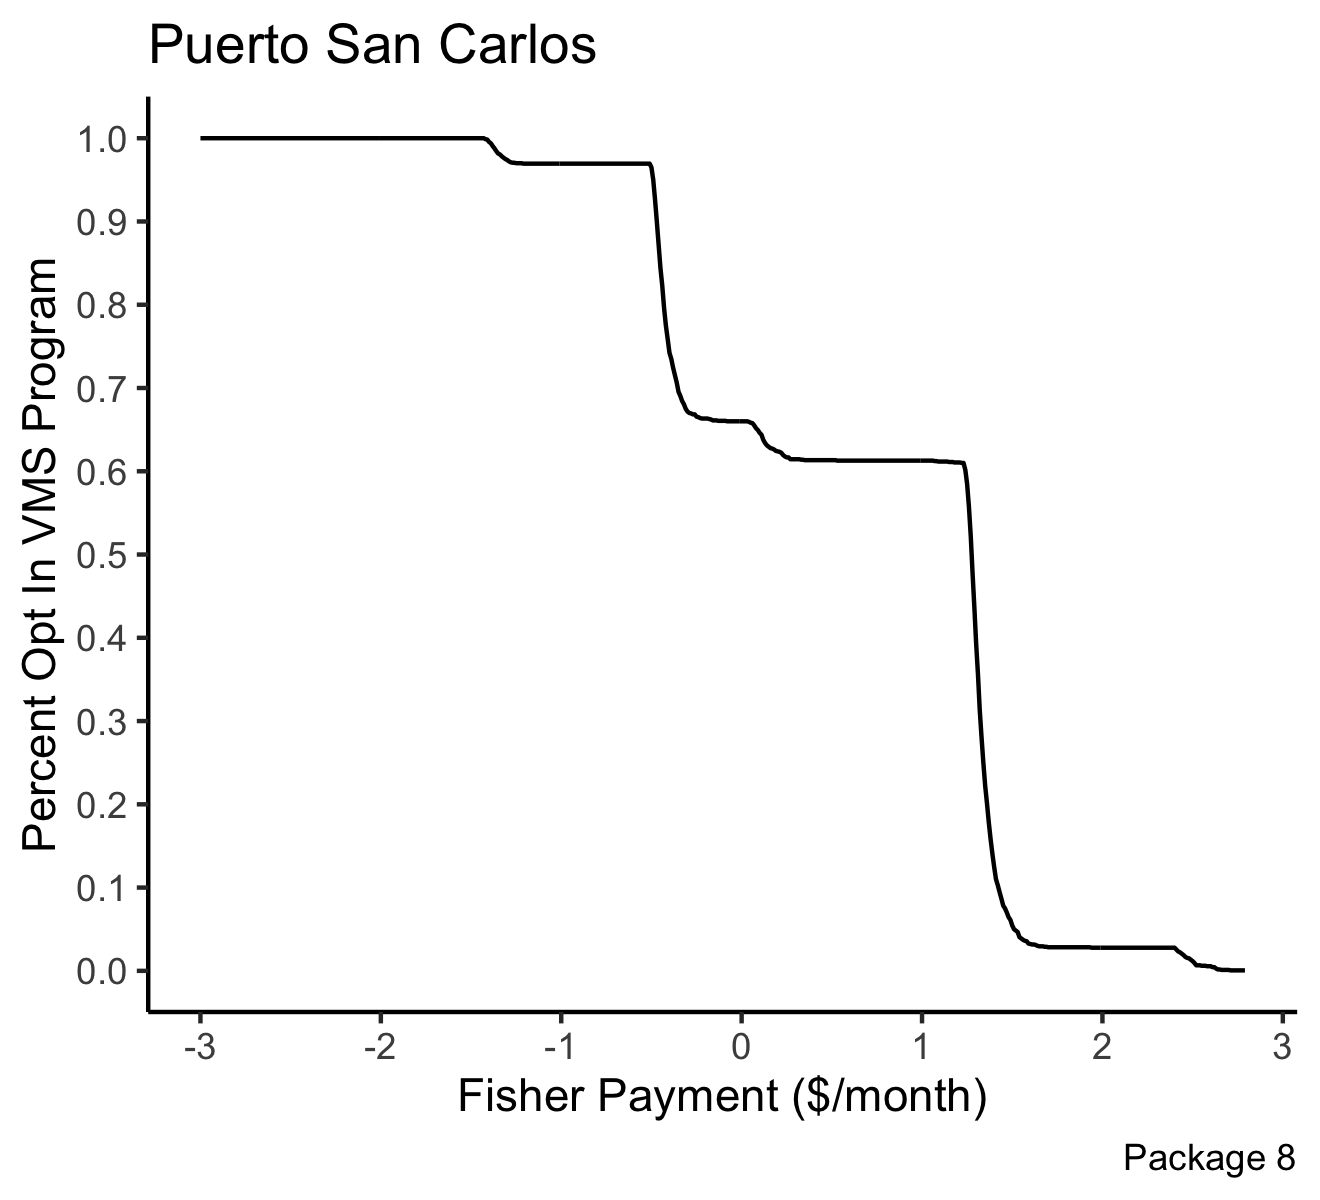 Puerto San Carlos
Percent Opt In VMS Program
1.0
0.9
0.8
0.7
0.6
0.5
0.4
0.3
0.2
0.1
0.0
-3 -2 -1 0 1 2 3
Fisher Payment ($/month)
Package 8